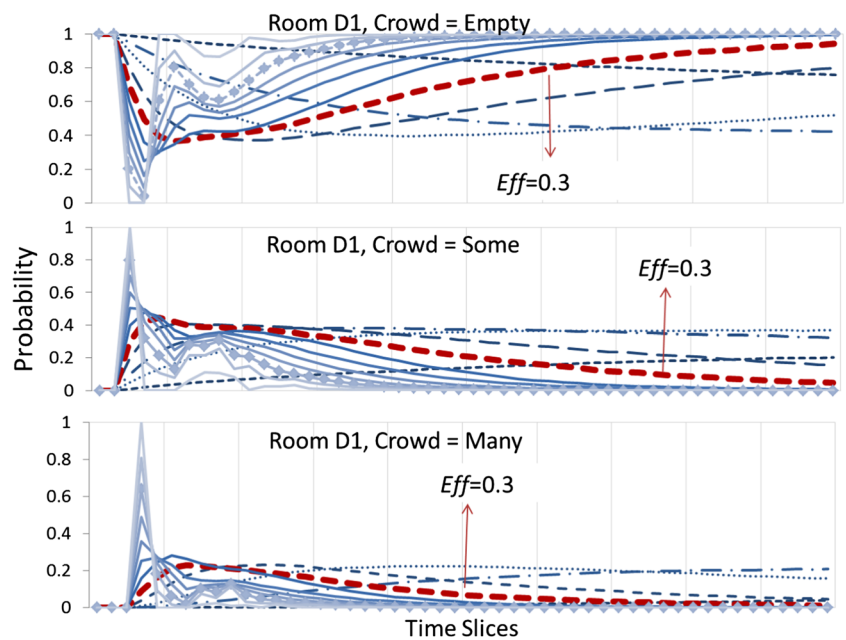 Room D1, Crowd = Empty
1
0.8
0.6
0.4
0.2
0
Eff=0.3
Room D1, Crowd = Some
1
0.8
0.6
0.4
0.2
0
Eff=0.3
Probability
Room D1, Crowd = Many
1
0.8
0.6
0.4
0.2
0
Eff=0.3
Time Slices